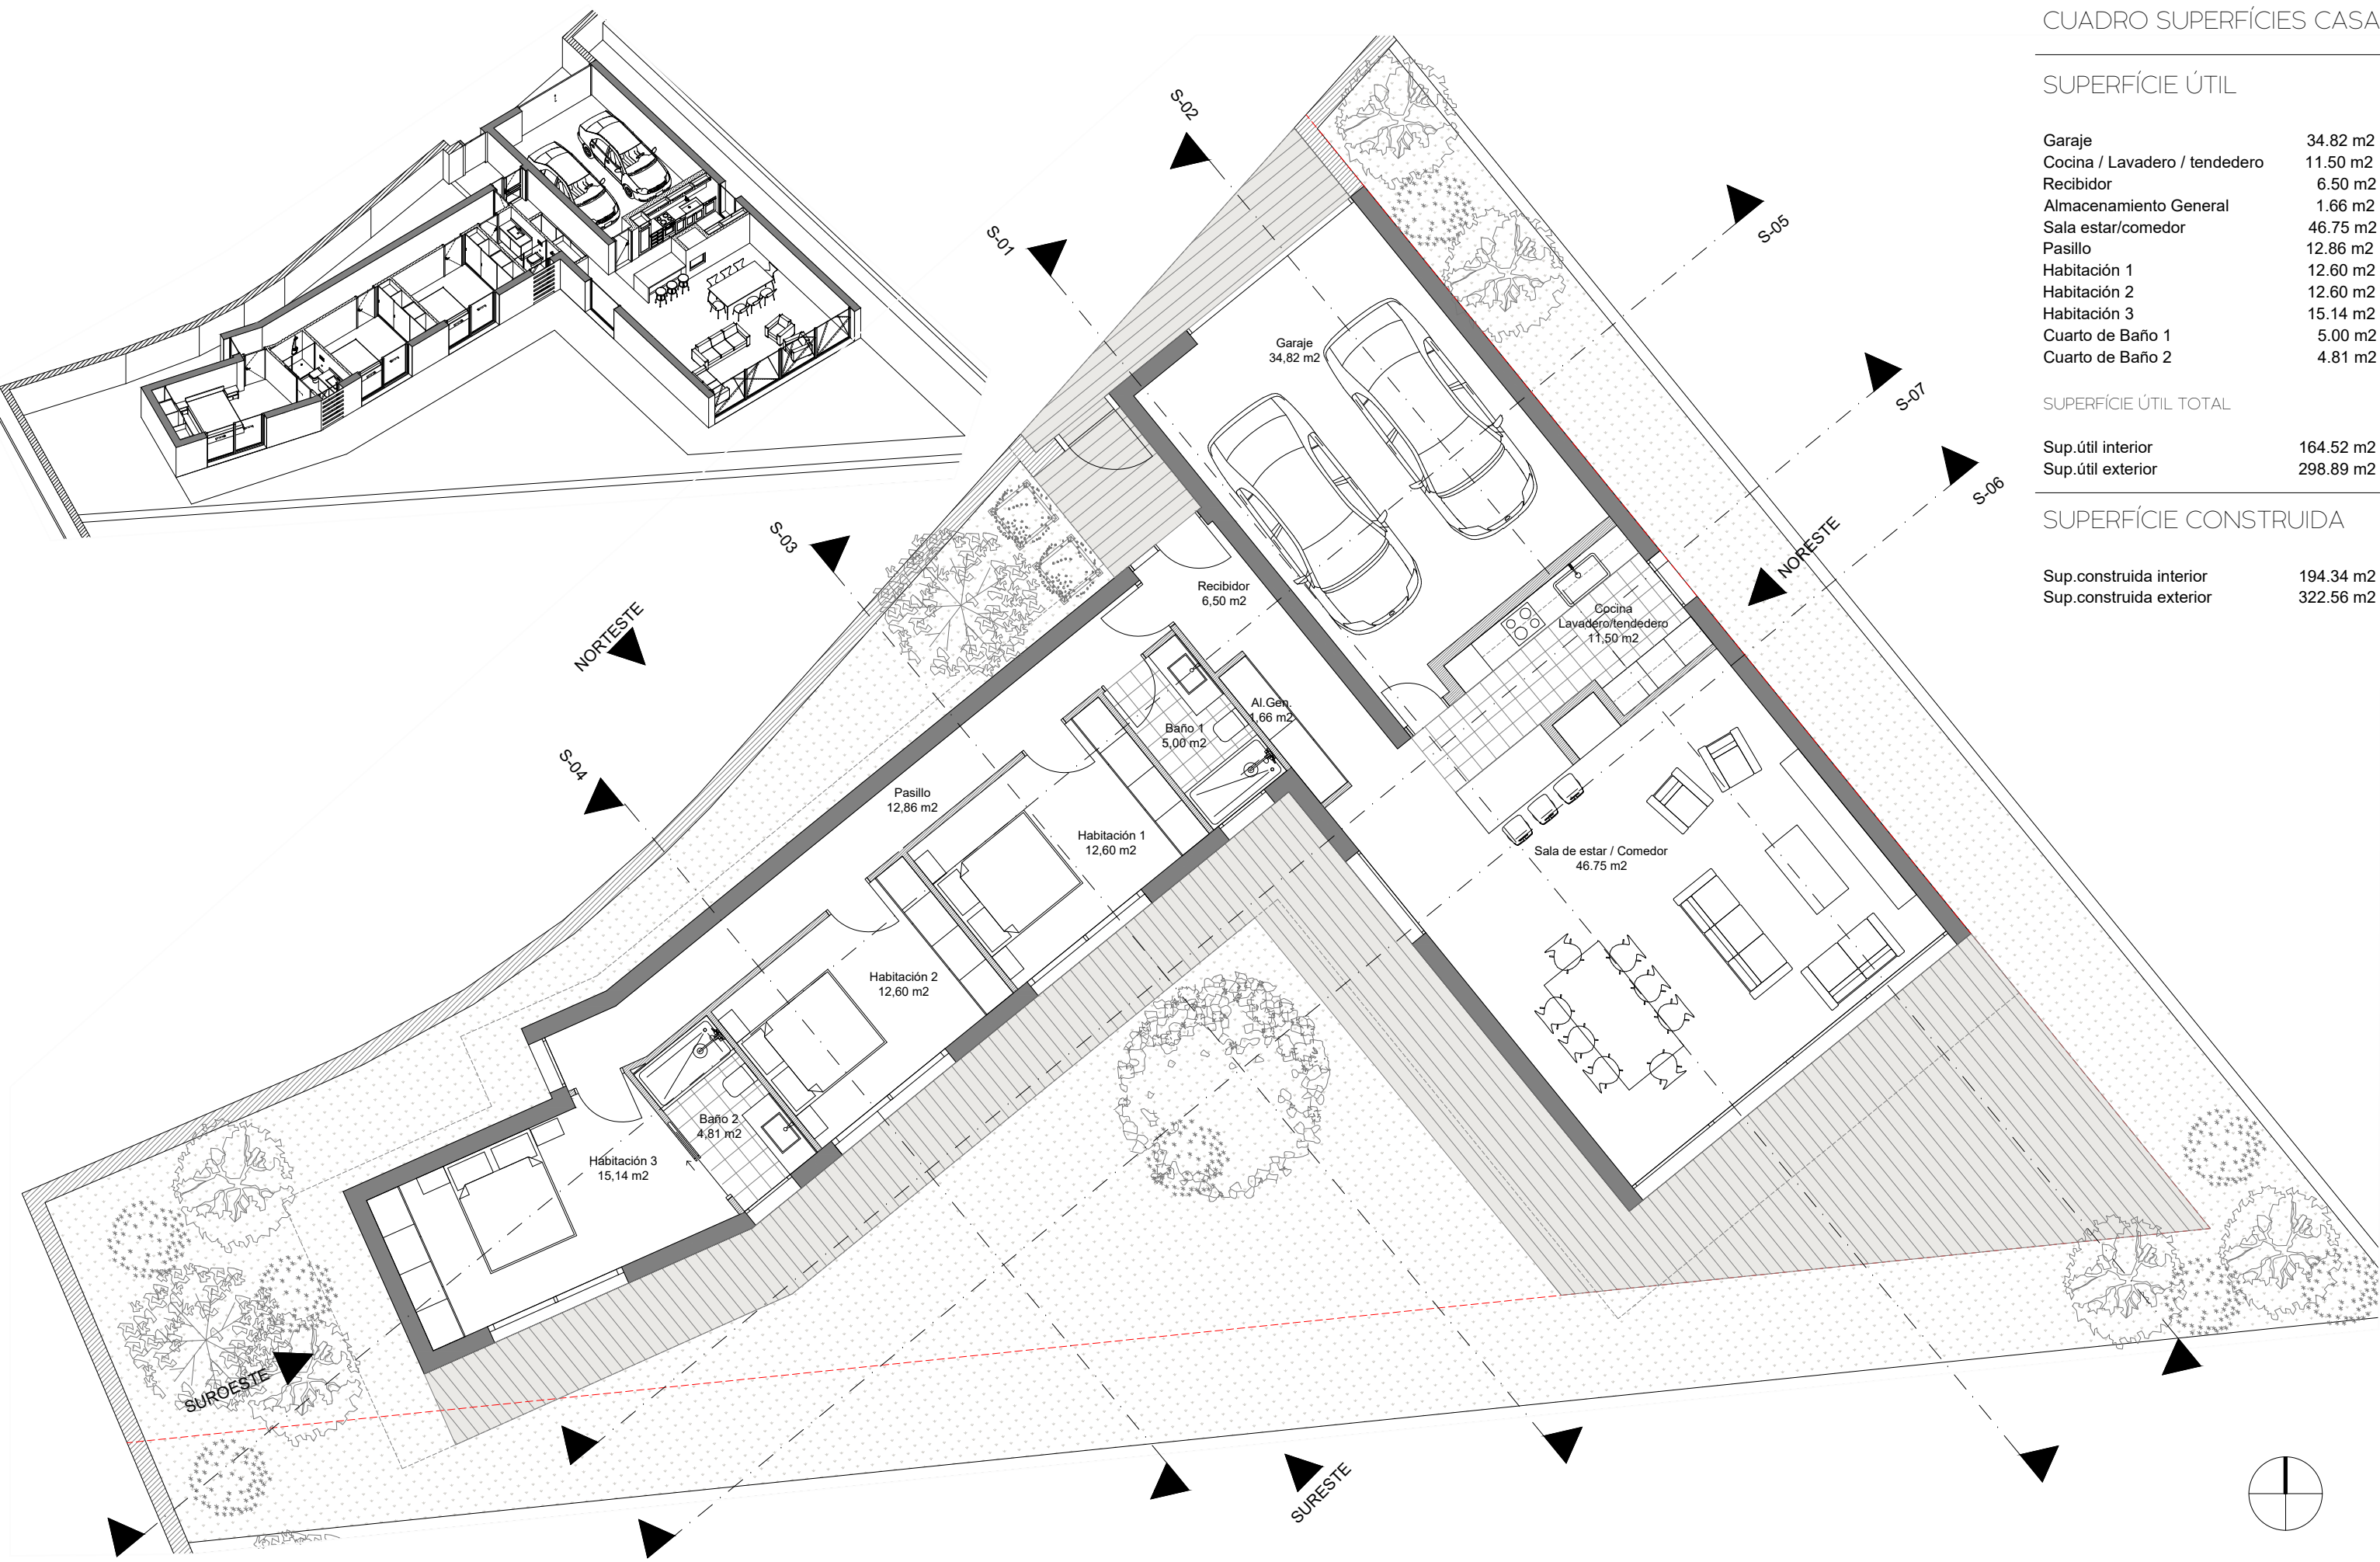 CUADRO SUPERFÍCIES CASA
SUPERFÍCIE ÚTIL
Garaje 34.82 m2
Cocina / Lavadero / tendedero 11.50 m2
Recibidor 6.50 m2
Almacenamiento General 1.66 m2
Sala estar/comedor 46.75 m2
Pasillo 12.86 m2
Habitación 1 12.60 m2
Habitación 2 12.60 m2
Habitación 3 15.14 m2
Cuarto de Baño 1 5.00 m2
Cuarto de Baño 2 4.81 m2
SUPERFÍCIE ÚTIL TOTAL
Sup.útil interior 164.52 m2
Sup.útil exterior 298.89 m2
SUPERFÍCIE CONSTRUIDA
Sup.construida interior 194.34 m2
Sup.construida exterior 322.56 m2
S-02
S-01
S-05
S-07
S-06
S-03
S-04
NORESTE
NORTESTE
SUROESTE
SURESTE
Garaje
34,82 m2
Recibidor
6,50 m2
Cocina
Lavadero/tendedero
11,50 m2
Al.Gen.
1,66 m2
Baño 1
5,00 m2
Pasillo
12,86 m2
Habitación 1
12,60 m2
Sala de estar / Comedor
46.75 m2
Habitación 2
12,60 m2
Baño 2
4,81 m2
Habitación 3
15,14 m2